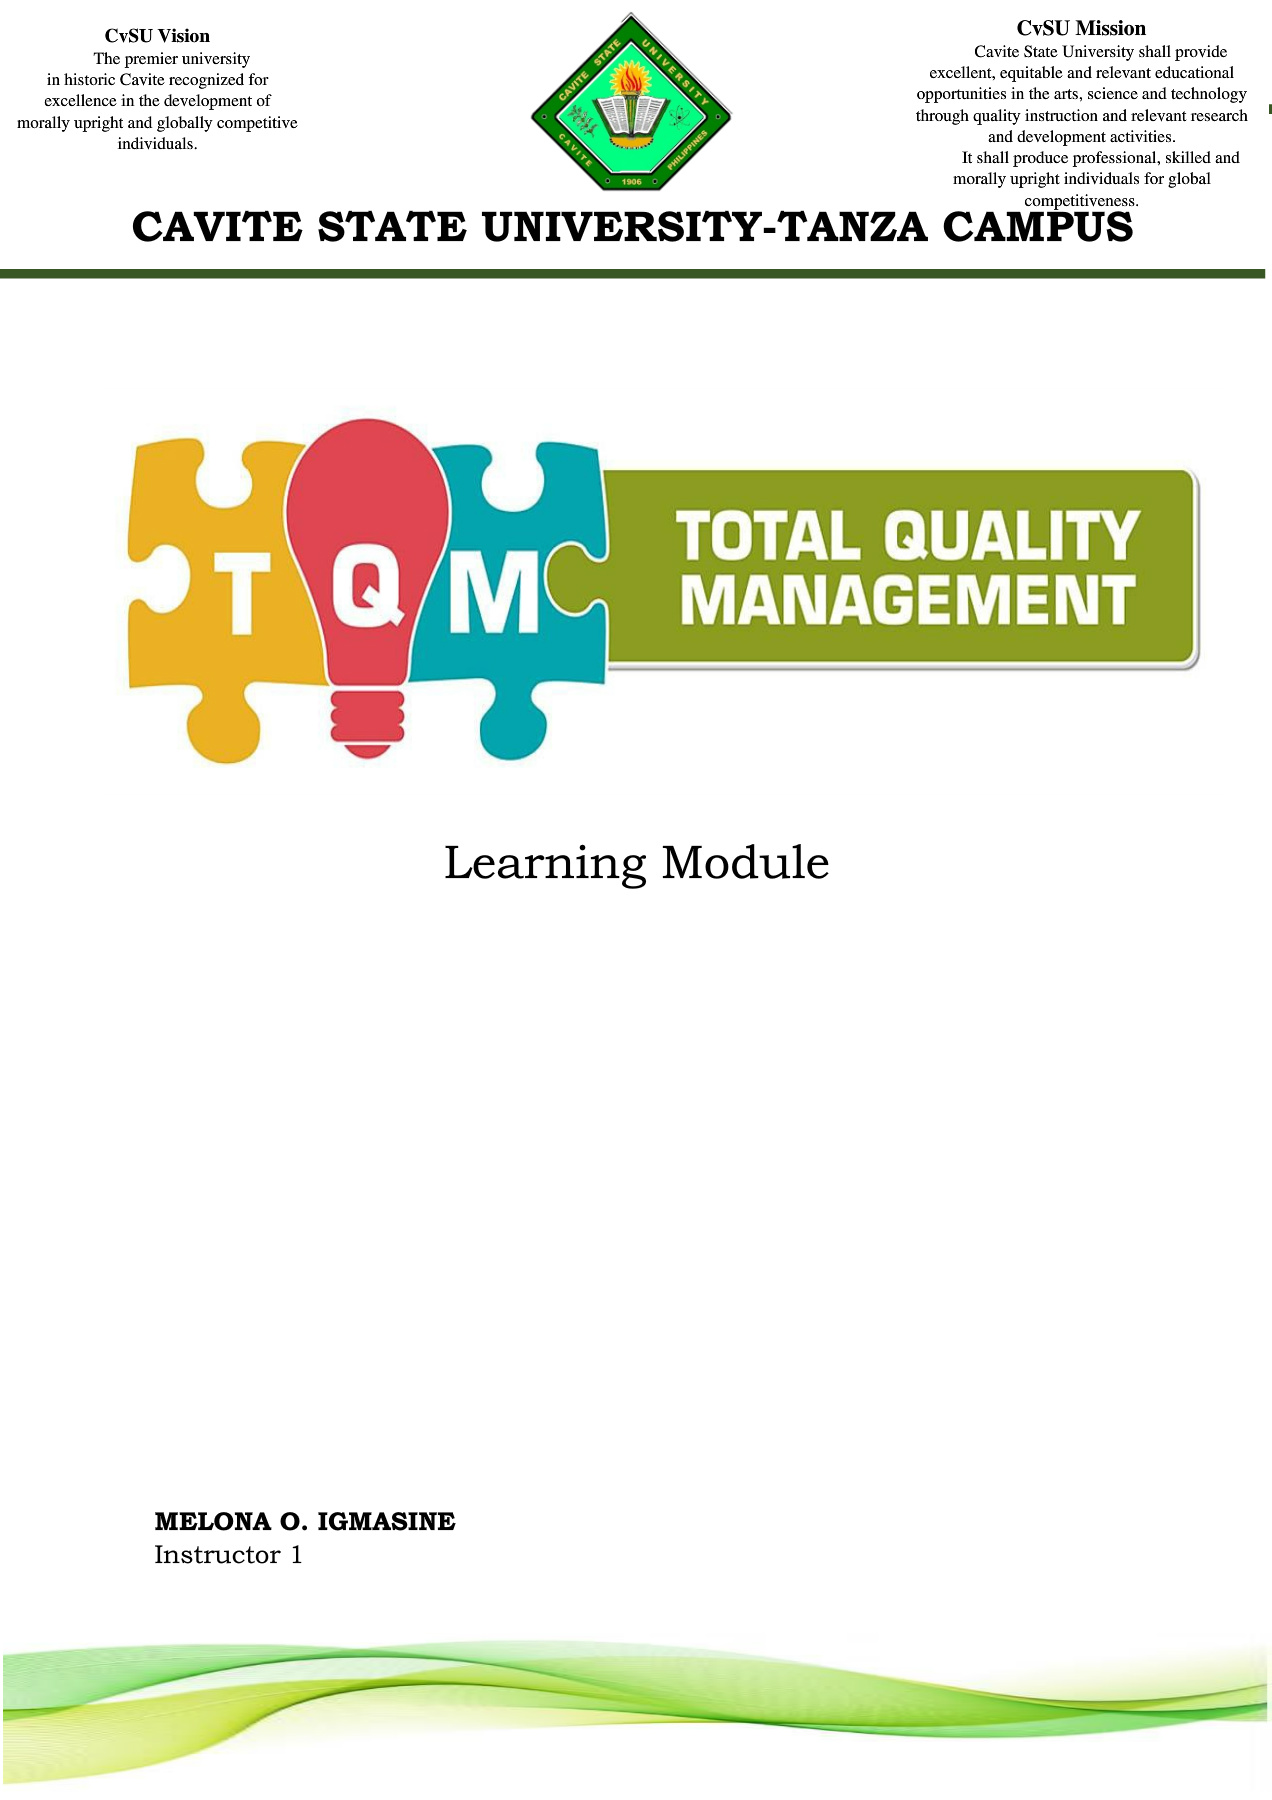 CvSU Vision
The premier university
in historic Cavite recognized for
excellence in the development of
morally upright and globally competitive
individuals.
CAVITE STATE UNIVERSITY
CAVITE
PHILIPPINES
1906
CvSU Mission
Cavite State University shall provide
excellent, equitable and relevant educational
opportunities in the arts, science and technology
through quality instruction and relevant research
and development activities.
It shall produce professional, skilled and
morally upright individuals for global
competitiveness.
CAVITE STATE UNIVERSITY-TANZA CAMPUS
TQM
TOTAL QUALITY
MANAGEMENT
Learning Module
MELONA O. IGMASINE
Instructor 1